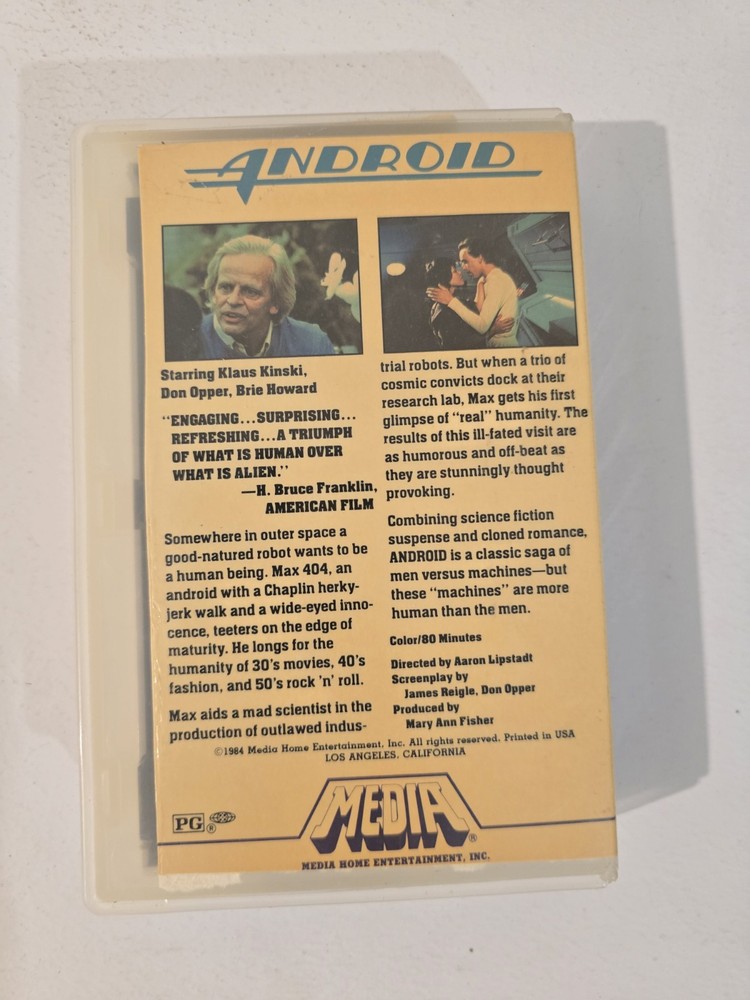 ANDROID
Starring Klaus Kinski,
Don Opper, Brie Howard
"ENGAGING...SURPRISING...
REFRESHING...A TRIUMPH
OF WHAT IS HUMAN OVER
WHAT IS ALIEN."
—H. Bruce Franklin,
AMERICAN FILM
Somewhere in outer space a
good-natured robot wants to be
a human being. Max 404, an
android with a Chaplin herky-
jerk walk and a wide-eyed inno-
cence, teeters on the edge of
maturity. He longs for the
humanity of 30's movies, 40's
fashion, and 50's rock 'n' roll.
Max aids a mad scientist in the
production of outlawed indus-
trial robots. But when a trio of
cosmic convicts dock at their
research lab, Max gets his first
glimpse of "real" humanity. The
results of this ill-fated visit are
as humorous and off-beat as
they are stunningly thought
provoking.
Combining science fiction
suspense and cloned romance,
ANDROID is a classic saga of
men versus machines—but
these "machines" are more
human than the men.
Color/80 Minutes
Directed by Aaron Lipstadt
Screenplay by
James Reigle, Don Opper
Produced by
Mary Ann Fisher
©1984 Media Home Entertainment, Inc. All rights reserved. Printed in USA
LOS ANGELES, CALIFORNIA
PG ®
MEDIA ®
MEDIA HOME ENTERTAINMENT, INC.